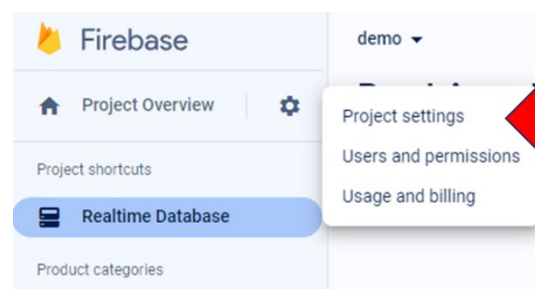 Firebase
demo
Project Overview
Project settings
Users and permissions
Usage and billing
Project shortcuts
Realtime Database
Product categories